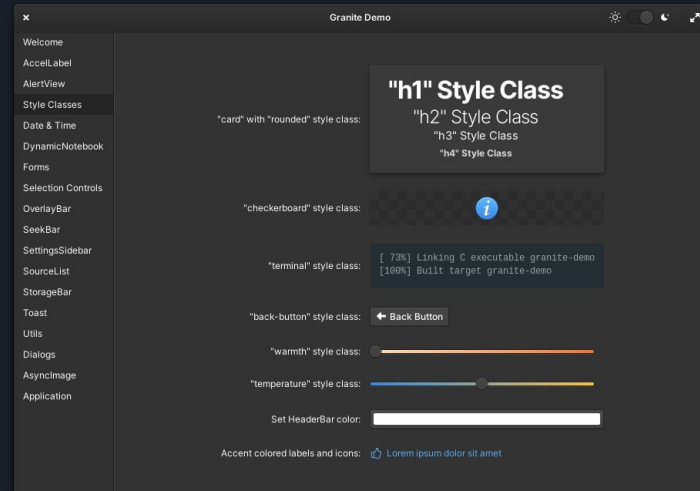 Granite Demo
Welcome
AccelLabel
AlertView
Style Classes
Date & Time
DynamicNotebook
Forms
Selection Controls
OverlayBar
SeekBar
SettingsSidebar
SourceList
StorageBar
Toast
Utils
Dialogs
AsyncImage
Application
"card" with "rounded" style class:
"h1" Style Class
"h2" Style Class
"h3" Style Class
"h4" Style Class
"checkerboard" style class:
"terminal" style class:
[ 73%] Linking C executable granite-demo
[100%] Built target granite-demo
"back-button" style class:
Back Button
"warmth" style class:
"temperature" style class:
Set HeaderBar color:
Accent colored labels and icons:
Lorem ipsum dolor sit amet